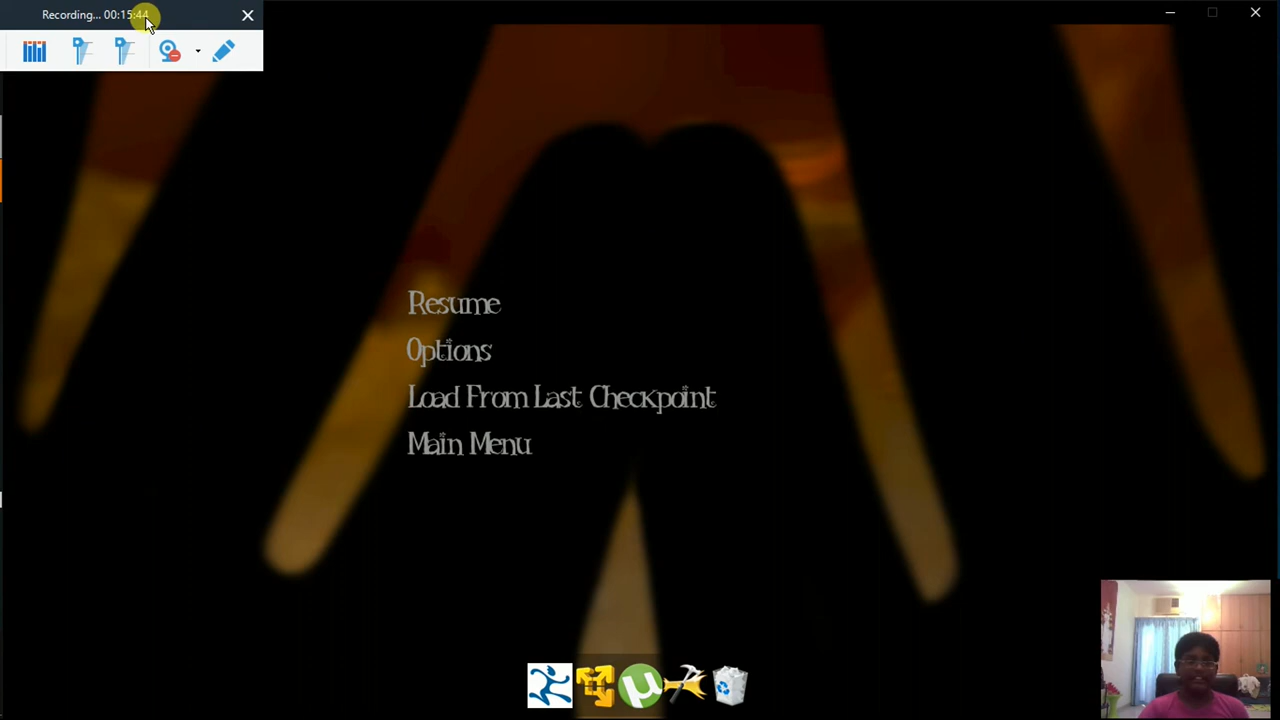 Recording... 00:15:44
Resume
Options
Load From Last Checkpoint
Main Menu